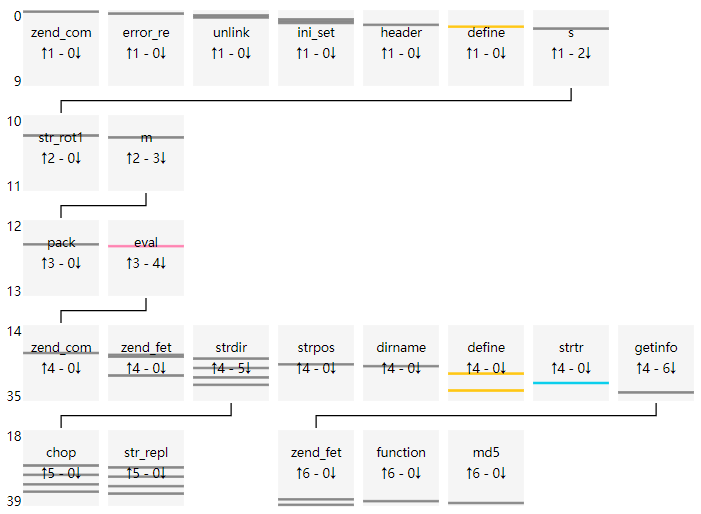 0
zend_com error_re unlink ini_set header define s
↑1 - 0↓ ↑1 - 0↓ ↑1 - 0↓ ↑1 - 0↓ ↑1 - 0↓ ↑1 - 0↓ ↑1 - 2↓
9
10
str_rot1 m
↑2 - 0↓ ↑2 - 3↓
11
12
pack eval
↑3 - 0↓ ↑3 - 4↓
13
14
zend_com zend_fet strdir strpos dirname define strtr getinfo
↑4 - 0↓ ↑4 - 0↓ ↑4 - 5↓ ↑4 - 0↓ ↑4 - 0↓ ↑4 - 0↓ ↑4 - 0↓ ↑4 - 6↓
35
18
chop str_repl zend_fet function md5
↑5 - 0↓ ↑5 - 0↓ ↑6 - 0↓ ↑6 - 0↓ ↑6 - 0↓
39